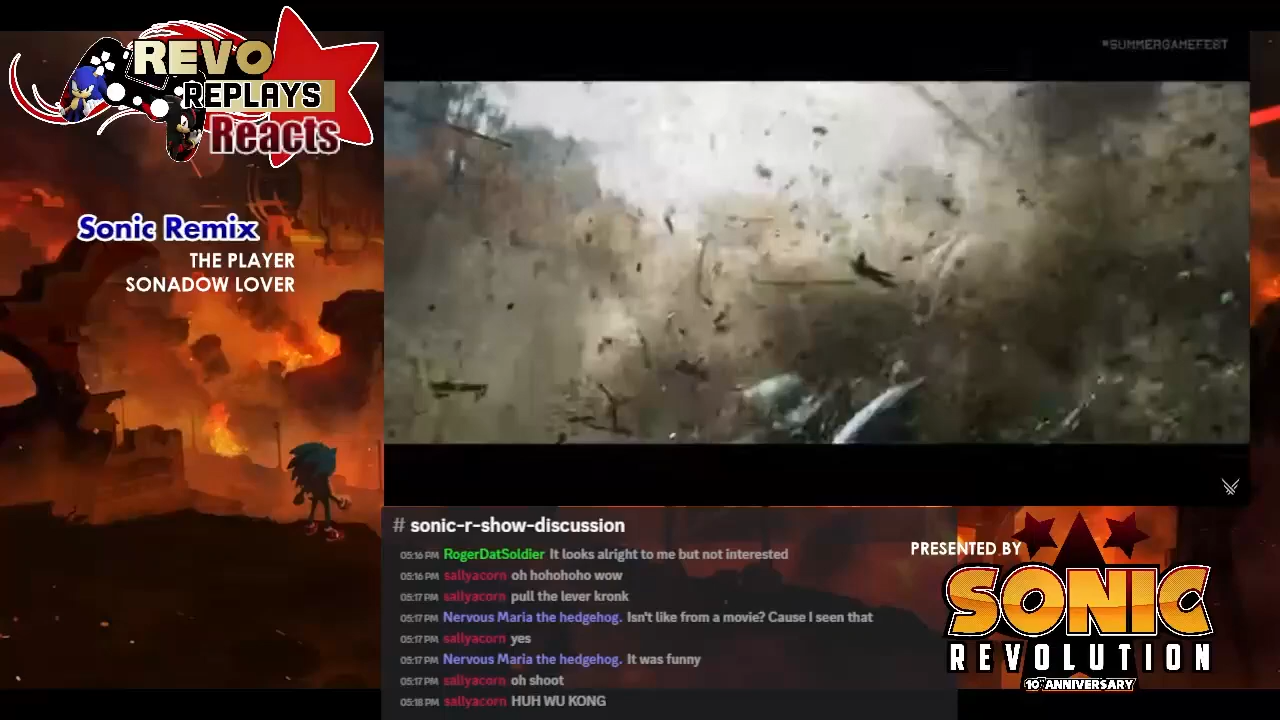 REVO
REPLAYS
Reacts
#SUMMERGAMEFEST
Sonic Remix
THE PLAYER
SONADOW LOVER
# sonic-r-show-discussion
05:16 PM RogerDatSoldier It looks alright to me but not interested
05:16 PM sallyacorn oh hohohoho wow
05:17 PM sallyacorn pull the lever kronk
05:17 PM Nervous Maria the hedgehog. Isn't like from a movie? Cause I seen that
05:17 PM sallyacorn yes
05:17 PM Nervous Maria the hedgehog. It was funny
05:17 PM sallyacorn oh shoot
05:18 PM sallyacorn HUH WU KONG
PRESENTED BY
SONIC
REVOLUTION
10TH ANNIVERSARY